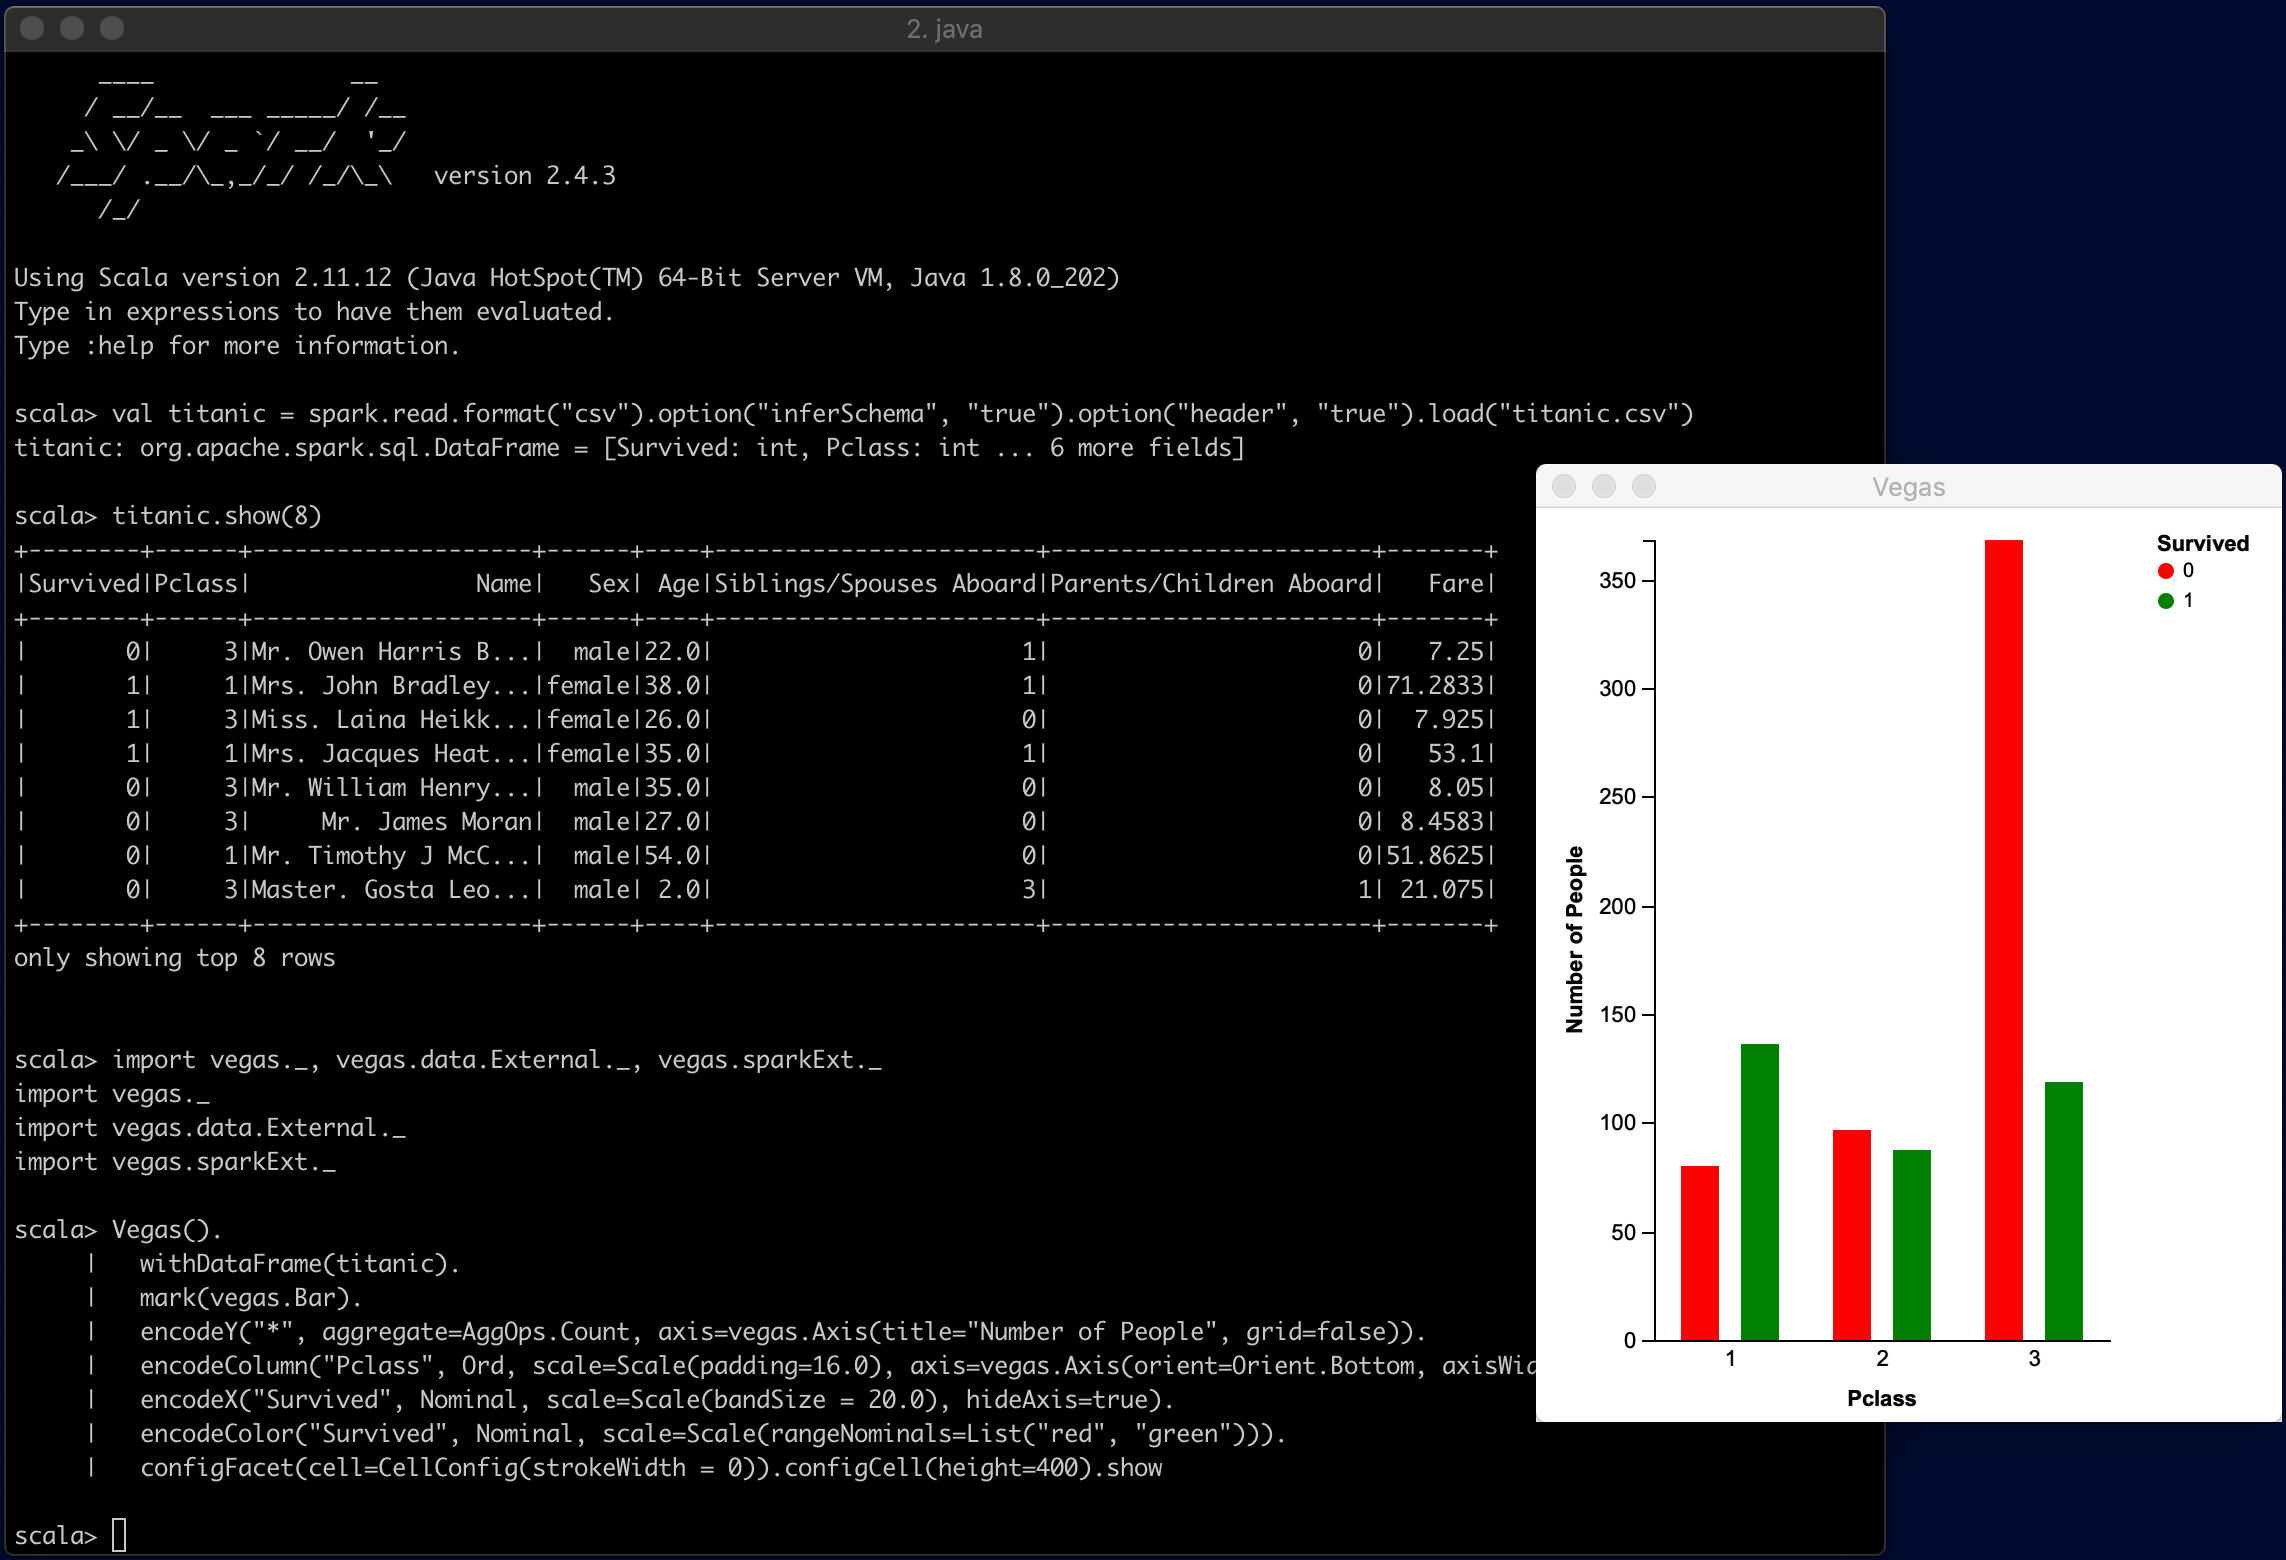 2. java
      ____              __
     / __/__  ___ _____/ /__
    _\ \/ _ \/ _ `/ __/  '_/
   /___/ .__/\_,_/_/ /_/\_\   version 2.4.3
      /_/
Using Scala version 2.11.12 (Java HotSpot(TM) 64-Bit Server VM, Java 1.8.0_202)
Type in expressions to have them evaluated.
Type :help for more information.
scala> val titanic = spark.read.format("csv").option("inferSchema", "true").option("header", "true").load("titanic.csv")
titanic: org.apache.spark.sql.DataFrame = [Survived: int, Pclass: int ... 6 more fields]
scala> titanic.show(8)
+--------+------+--------------------+------+----+-----------------------+-----------------------+-------+
|Survived|Pclass|                Name|   Sex| Age|Siblings/Spouses Aboard|Parents/Children Aboard|   Fare|
+--------+------+--------------------+------+----+-----------------------+-----------------------+-------+
|       0|     3|Mr. Owen Harris B...|  male|22.0|                      1|                      0|   7.25|
|       1|     1|Mrs. John Bradley...|female|38.0|                      1|                      0|71.2833|
|       1|     3|Miss. Laina Heikk...|female|26.0|                      0|                      0|  7.925|
|       1|     1|Mrs. Jacques Heat...|female|35.0|                      1|                      0|   53.1|
|       0|     3|Mr. William Henry...|  male|35.0|                      0|                      0|   8.05|
|       0|     3|     Mr. James Moran|  male|27.0|                      0|                      0| 8.4583|
|       0|     1|Mr. Timothy J McC...|  male|54.0|                      0|                      0|51.8625|
|       0|     3|Master. Gosta Leo...|  male| 2.0|                      3|                      1| 21.075|
+--------+------+--------------------+------+----+-----------------------+-----------------------+-------+
only showing top 8 rows
scala> import vegas._, vegas.data.External._, vegas.sparkExt._
import vegas._
import vegas.data.External._
import vegas.sparkExt._
scala> Vegas().
     |   withDataFrame(titanic).
     |   mark(vegas.Bar).
     |   encodeY("*", aggregate=AggOps.Count, axis=vegas.Axis(title="Number of People", grid=false)).
     |   encodeColumn("Pclass", Ord, scale=Scale(padding=16.0), axis=vegas.Axis(orient=Orient.Bottom,
     |   encodeX("Survived", Nominal, scale=Scale(bandSize = 20.0), hideAxis=true).
     |   encodeColor("Survived", Nominal, scale=Scale(rangeNominals=List("red", "green"))).
     |   configFacet(cell=CellConfig(strokeWidth = 0)).configCell(height=400).show
scala>
Vegas
Survived
0
1
Number of People
350
300
250
200
150
100
50
0
1 2 3
Pclass